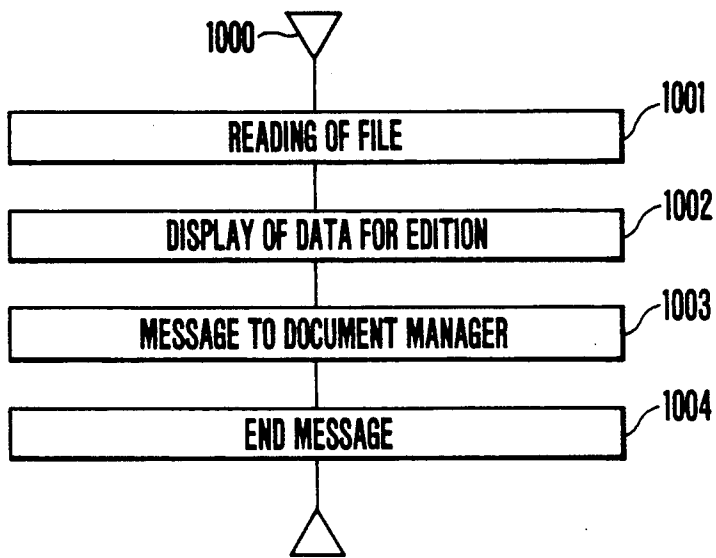 1000
1001
READING OF FILE
1002
DISPLAY OF DATA FOR EDITION
1003
MESSAGE TO DOCUMENT MANAGER
1004
END MESSAGE